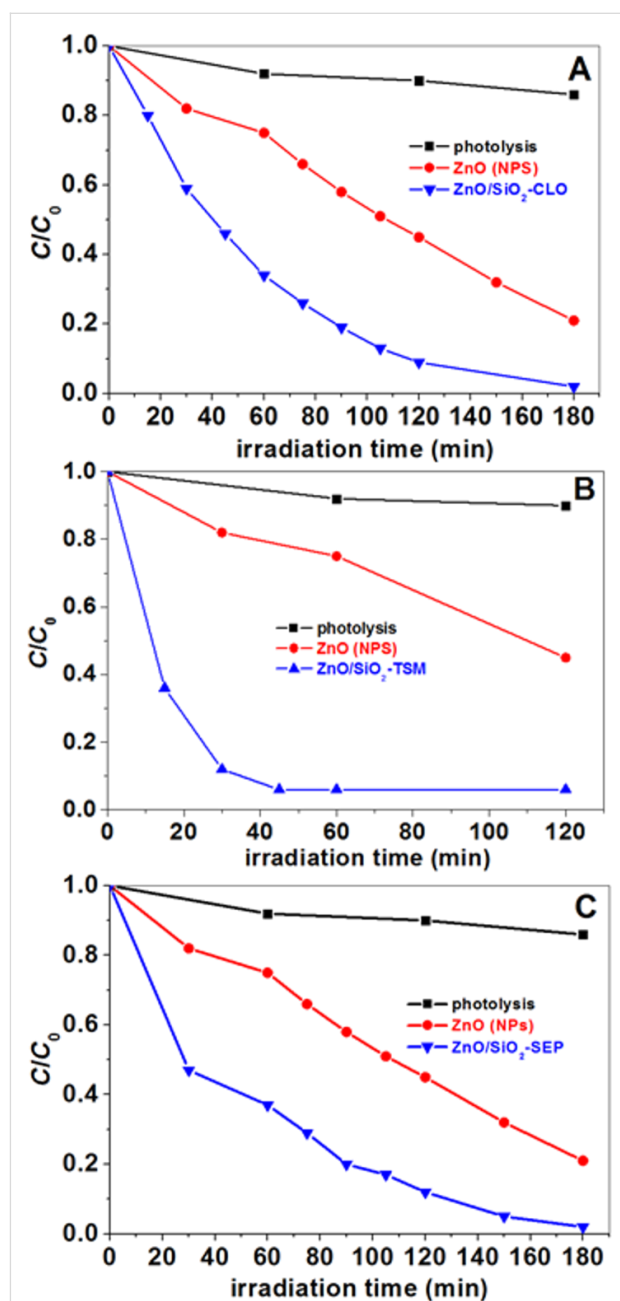 1.0
0.8
0.6
0.4
0.2
0.0
C/C₀
A
photolysis
ZnO (NPS)
ZnO/SiO₂-CLO
0 20 40 60 80 100 120 140 160 180
irradiation time (min)
1.0
0.8
0.6
0.4
0.2
0.0
C/C₀
B
photolysis
ZnO (NPS)
ZnO/SiO₂-TSM
0 20 40 60 80 100 120
irradiation time (min)
1.0
0.8
0.6
0.4
0.2
0.0
C/C₀
C
photolysis
ZnO (NPs)
ZnO/SiO₂-SEP
0 20 40 60 80 100 120 140 160 180
irradiation time (min)